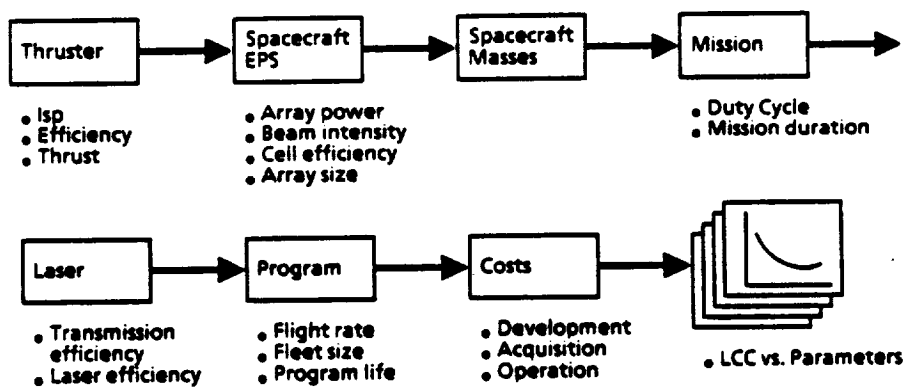 Thruster
Spacecraft
EPS
Spacecraft
Masses
Mission
• Isp
• Efficiency
• Thrust
• Array power
• Beam intensity
• Cell efficiency
• Array size
• Duty Cycle
• Mission duration
Laser
Program
Costs
• Transmission
efficiency
• Laser efficiency
• Flight rate
• Fleet size
• Program life
• Development
• Acquisition
• Operation
• LCC vs. Parameters